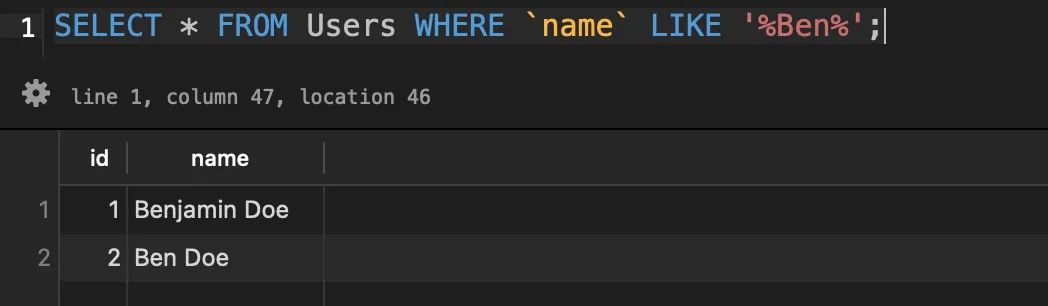 1 SELECT * FROM Users WHERE `name` LIKE '%Ben%';
line 1, column 47, location 46
id name
1 1 Benjamin Doe
2 2 Ben Doe